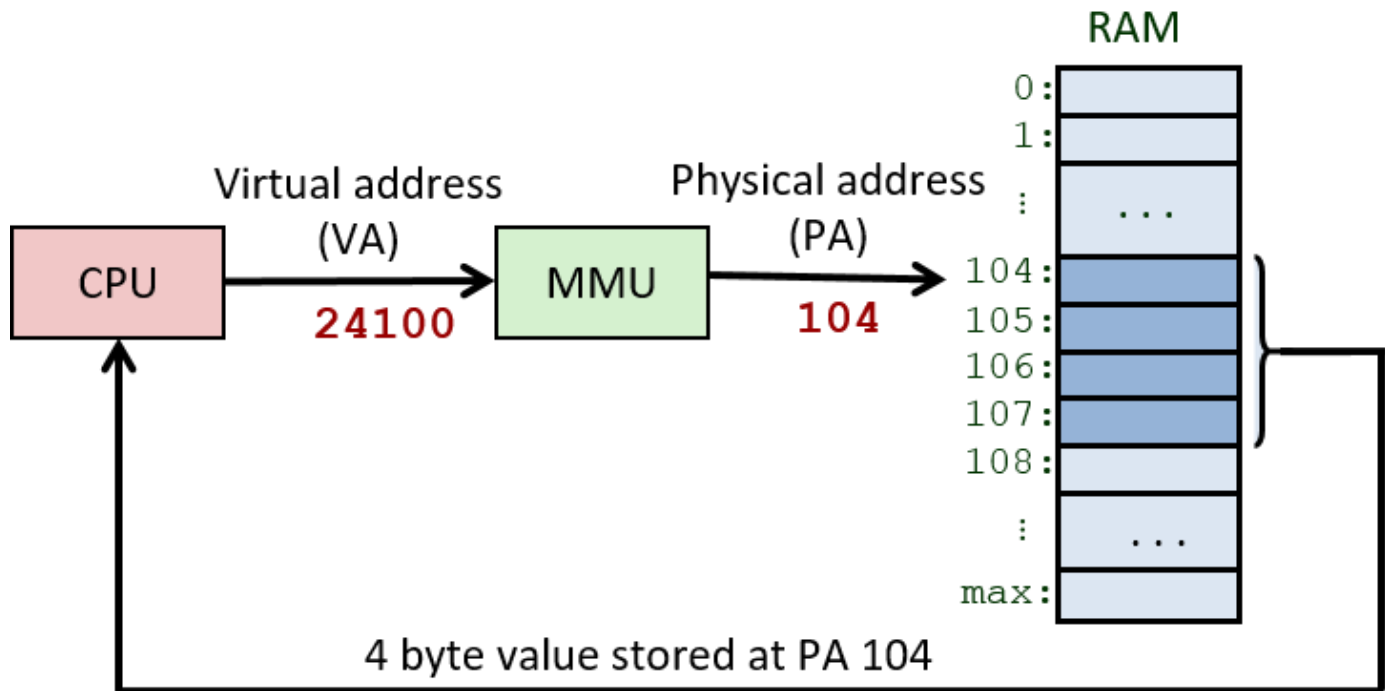 RAM
0:
1:
Virtual address
(VA)
Physical address
(PA)
⋮
...
CPU
24100
MMU
104
104:
105:
106:
107:
108:
⋮
...
max:
4 byte value stored at PA 104